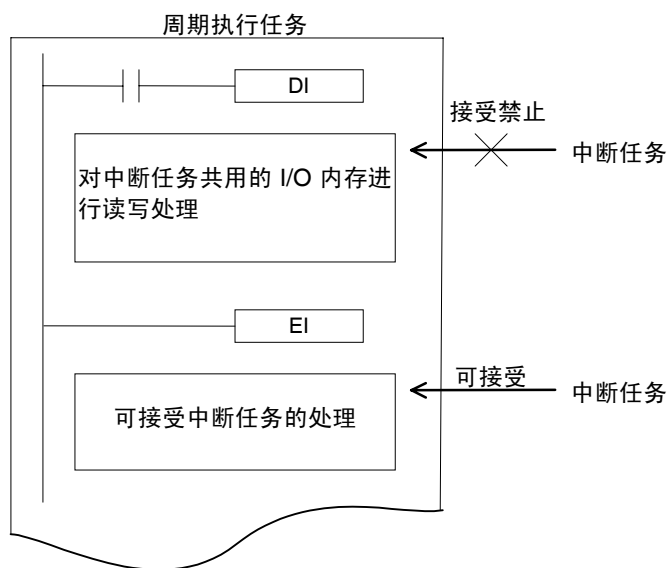 周期执行任务
DI
接受禁止
中断任务
对中断任务共用的 I/O 内存进
行读写处理
EI
可接受
中断任务
可接受中断任务的处理